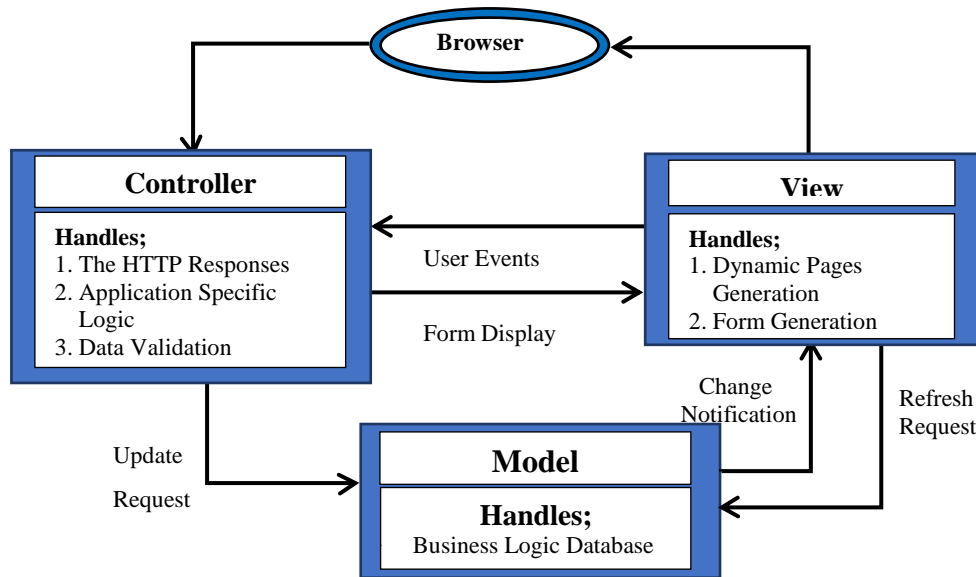 Browser
Controller
Handles;
1. The HTTP Responses
2. Application Specific
Logic
3. Data Validation
User Events
Form Display
View
Handles;
1. Dynamic Pages
Generation
2. Form Generation
Change
Notification
Refresh
Request
Update
Request
Model
Handles;
Business Logic Database